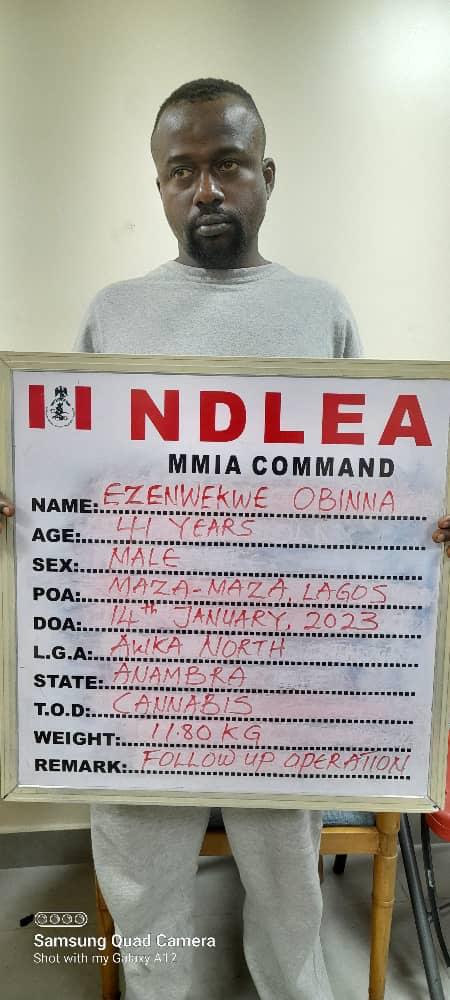 NDLEA
MMIA COMMAND
NAME: EZENWEKWE OBINNA
AGE: 41 YEARS
SEX: MALE
POA: MAZA-MAZA, LAGOS
DOA: 14th JANUARY, 2023
L.G.A: AWKA NORTH
STATE: ANAMBRA
T.O.D: CANNABIS
WEIGHT: 11.80 KG
REMARK: FOLLOW UP OPERATION
Samsung Quad Camera
Shot with my Galaxy A12